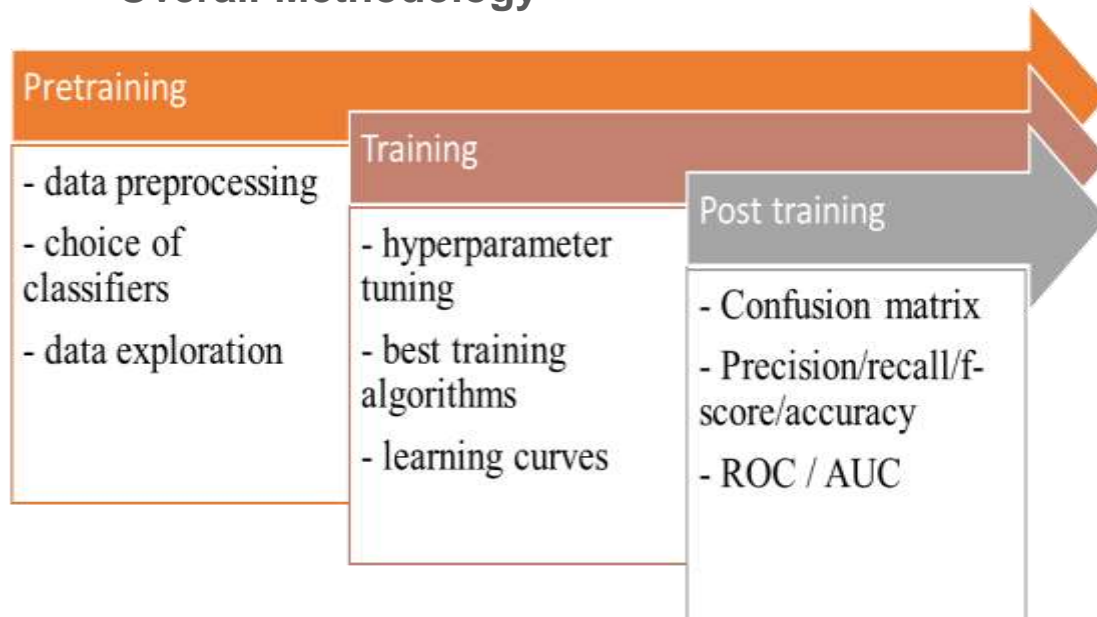 Overall Methodology
Pretraining
- data preprocessing
- choice of
classifiers
- data exploration
Training
- hyperparameter
tuning
- best training
algorithms
- learning curves
Post training
- Confusion matrix
- Precision/recall/f-
score/accuracy
- ROC / AUC